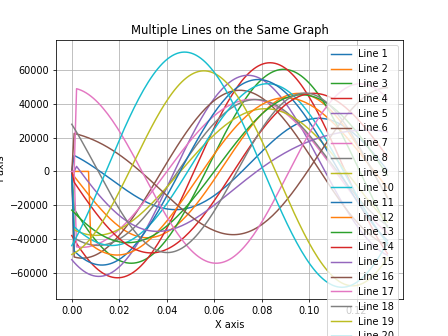 Multiple Lines on the Same Graph
60000
40000
20000
0
−20000
−40000
−60000
axis
0.00
0.02
0.04
0.06
0.08
0.10
X axis
Line 1
Line 2
Line 3
Line 4
Line 5
Line 6
Line 7
Line 8
Line 9
Line 10
Line 11
Line 12
Line 13
Line 14
Line 15
Line 16
Line 17
Line 18
Line 19
Line 20